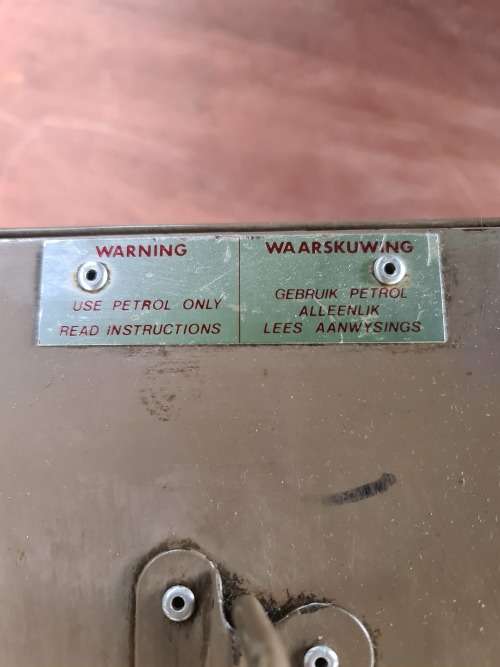 WARNING
USE PETROL ONLY
READ INSTRUCTIONS
WAARSKUWING
GEBRUIK PETROL
ALLEENLIK
LEES AANWYSINGS